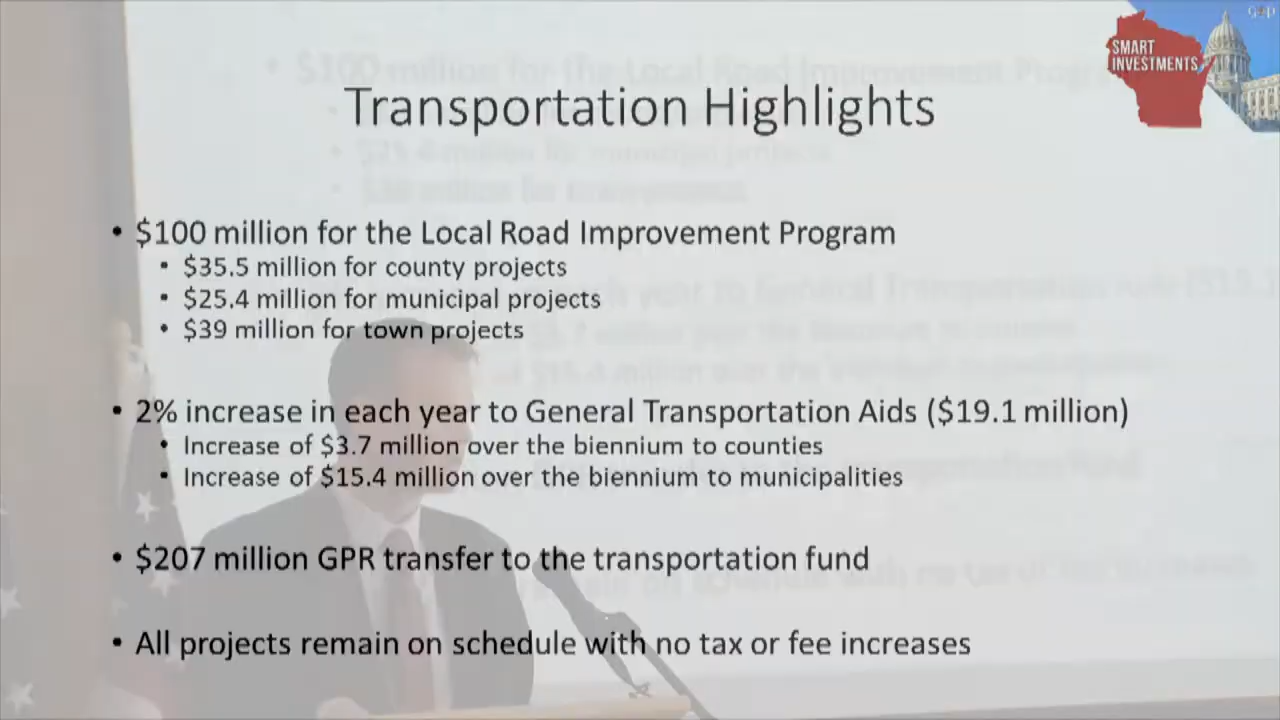 SMART
INVESTMENTS
Transportation Highlights
• $100 million for the Local Road Improvement Program
• $35.5 million for county projects
• $25.4 million for municipal projects
• $39 million for town projects
• 2% increase in each year to General Transportation Aids ($19.1 million)
• Increase of $3.7 million over the biennium to counties
• Increase of $15.4 million over the biennium to municipalities
• $207 million GPR transfer to the transportation fund
• All projects remain on schedule with no tax or fee increases